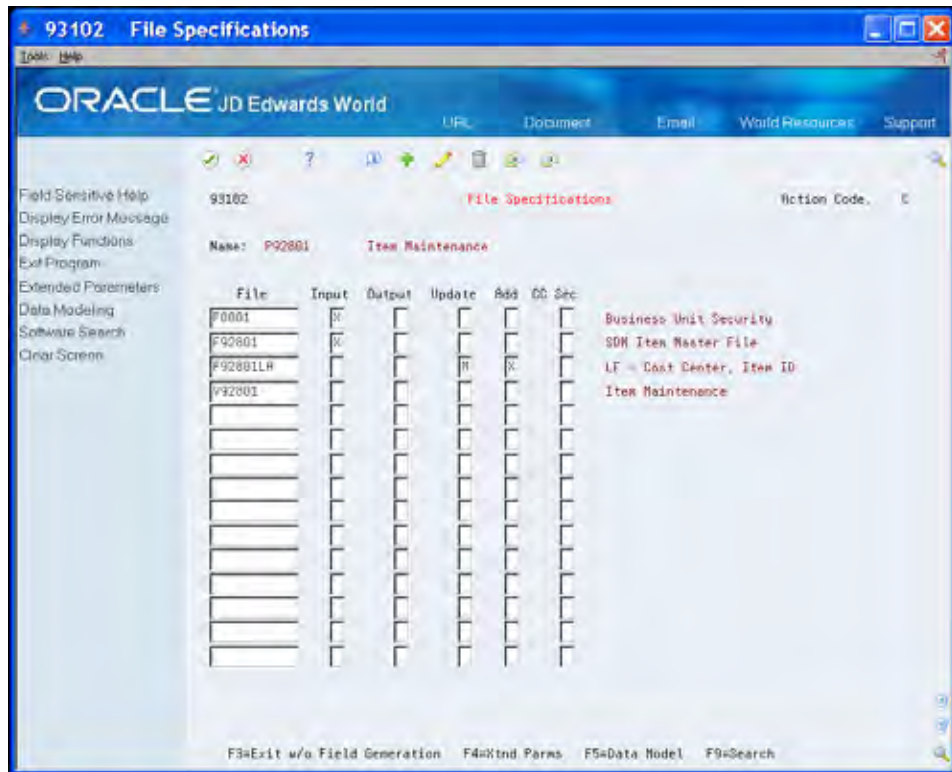 93102 File Specifications
Tools Help
ORACLE JD Edwards World
URL Document Email World Resources Support
Field Sensitive Help
Display Error Message
Display Functions
Exit Program
Extended Parameters
Data Modeling
Software Search
Clear Screen
93102 File Specifications Action Code. C
Name: P92801 Item Maintenance
File Input Output Update Add CC Sec
F0001 X Business Unit Security
F92801 X SDM Item Master File
F92801LA M X LF - Cost Center, Item ID
V92801 Item Maintenance
F3=Exit w/o Field Generation F4=Xtnd Parms F5=Data Model F9=Search